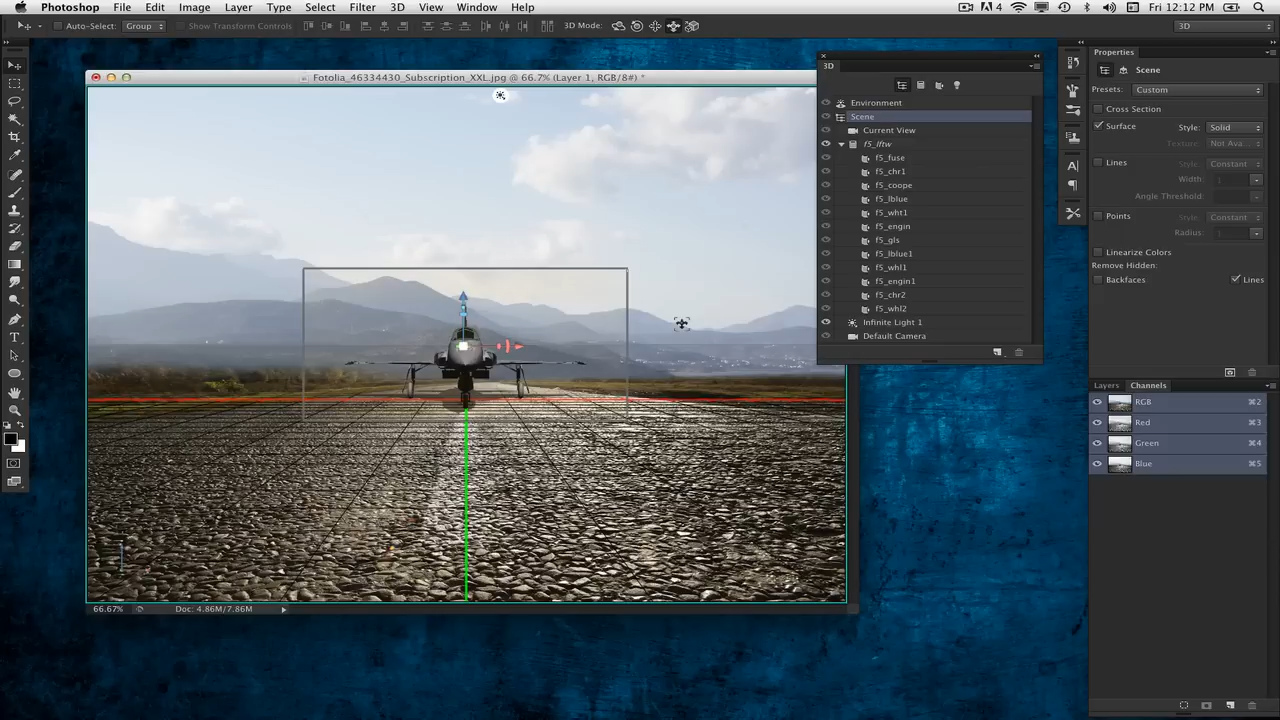 Photoshop File Edit Image Layer Type Select Filter 3D View Window Help 4 Fri 12:12 PM
Auto-Select: Group Show Transform Controls 3D Mode: 3D
Fotolia_46334430_Subscription_XXL.jpg @ 66.7% (Layer 1, RGB/8#) *
3D
Environment
Scene
Current View
f5_lftw
f5_fuse
f5_chr1
f5_coope
f5_lblue
f5_wht1
f5_engin
f5_gls
f5_lblue1
f5_whl1
f5_engin1
f5_chr2
f5_whl2
Infinite Light 1
Default Camera
Properties
Scene
Presets: Custom
Cross Section
Surface Style: Solid
Texture: Not Ava...
Lines Style: Constant
Width: 1
Angle Threshold:
Points Style: Constant
Radius: 1
Linearize Colors
Remove Hidden:
Backfaces Lines
Layers Channels
RGB ⌘2
Red ⌘3
Green ⌘4
Blue ⌘5
66.67% Doc: 4.86M/7.86M